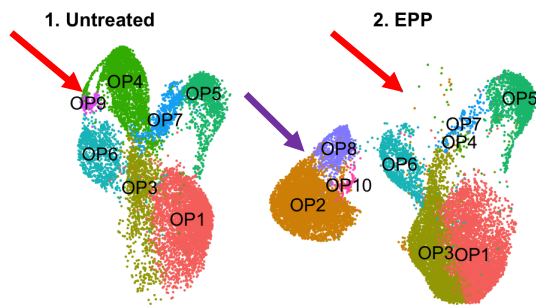 1. Untreated
2. EPP
OP4
OP9
OP5
OP7
OP6
OP3
OP1
OP8
OP10
OP2
OP5
OP7
OP4
OP6
OP3
OP1